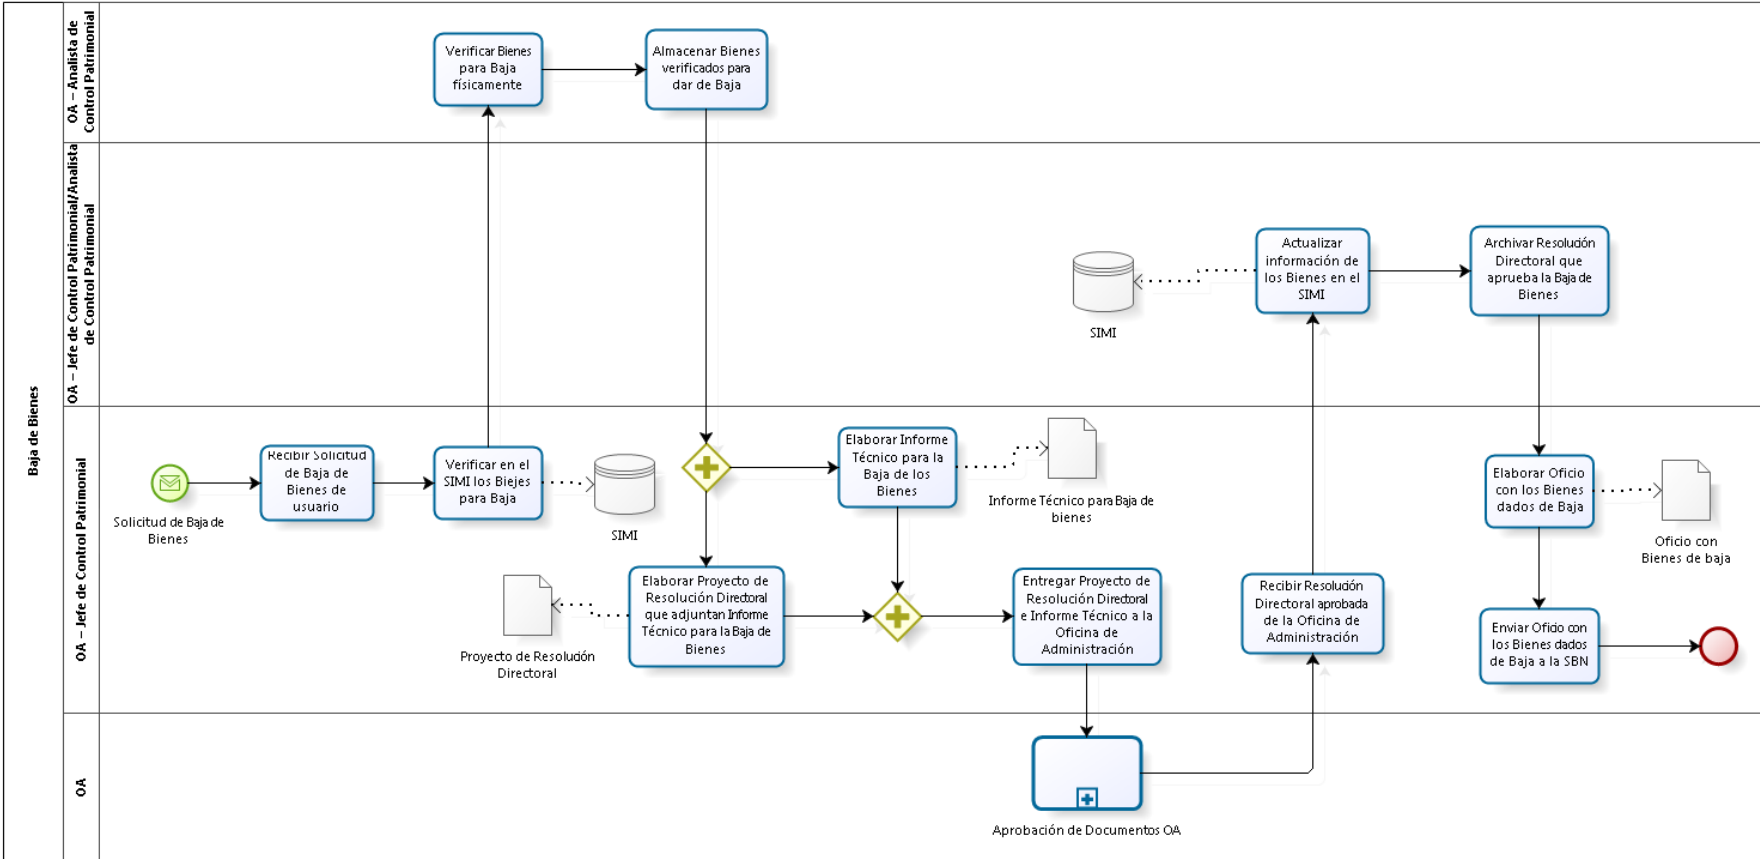 Baja de Bienes
OA – Analista de
Control Patrimonial
Verificar Bienes
para Baja
físicamente
Almacenar Bienes
verificados para
dar de Baja
OA – Jefe de Control Patrimonial/Analista
de Control Patrimonial
SIMI
Actualizar
información de
los Bienes en el
SIMI
Archivar Resolución
Directoral que
aprueba la Baja de
Bienes
OA – Jefe de Control Patrimonial
Solicitud de Baja de
Bienes
Recibir Solicitud
de Baja de
Bienes de
usuario
Verificar en el
SIMI los Biejes
para Baja
SIMI
Elaborar Informe
Técnico para la
Baja de los
Bienes
Informe Técnico para Baja de
bienes
Proyecto de Resolución
Directoral
Elaborar Proyecto de
Resolución Directoral
que adjuntan Informe
Técnico para la Baja de
Bienes
Entregar Proyecto de
Resolución Directoral
e Informe Técnico a la
Oficina de
Administración
Recibir Resolución
Directoral aprobada
de la Oficina de
Administración
Elaborar Oficio
con los Bienes
dados de Baja
Oficio con
Bienes de baja
Enviar Oficio con
los Bienes dados
de Baja a la SBN
OA
Aprobación de Documentos OA